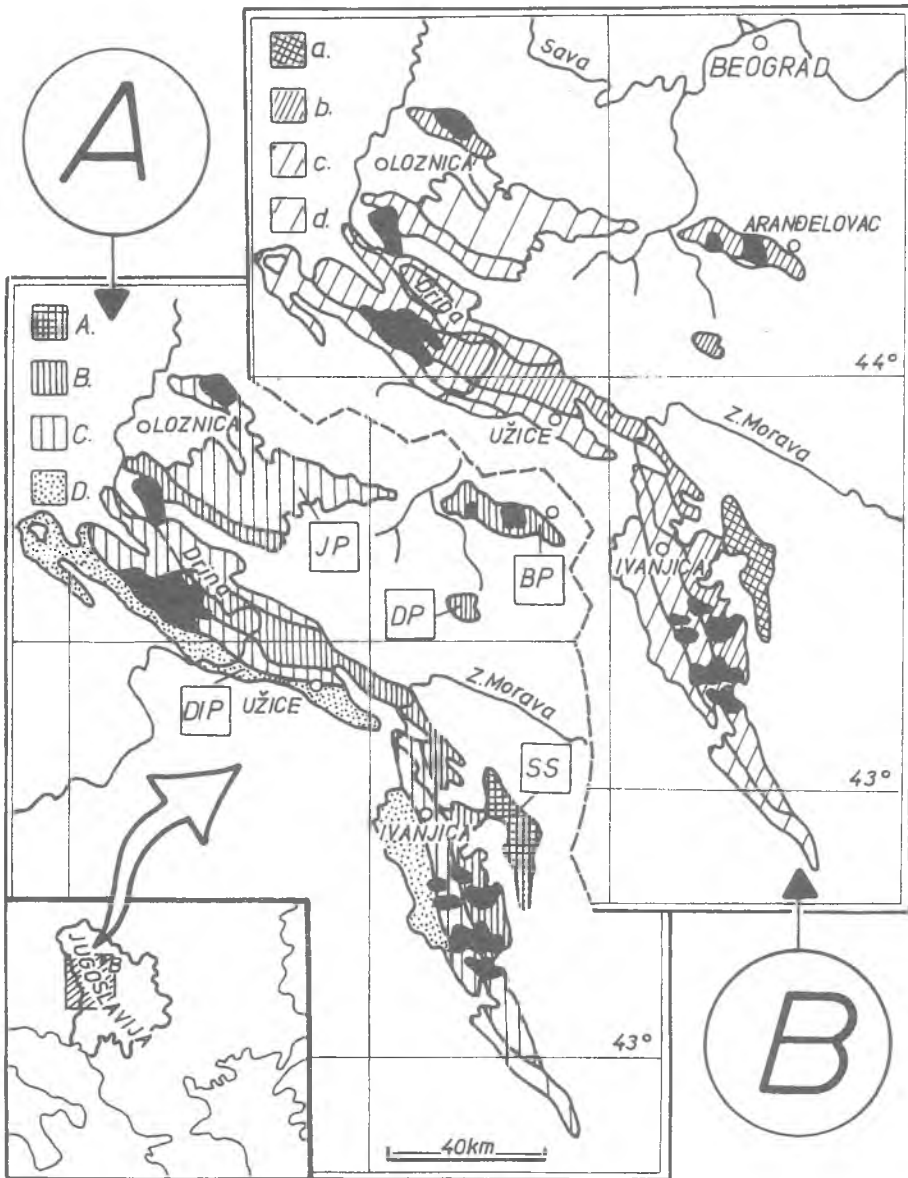 a.
b.
c.
d.
Sava
BEOGRAD
LOZNICA
ARANĐELOVAC
Drina
44°
UŽICE
Z.Morava
IVANJICA
43°
B
A
A.
B.
C.
D.
LOZNICA
JP
BP
Drina
DP
DIP
UŽICE
Z.Morava
SS
IVANJICA
43°
40km
JUGOSLAVIJA
B